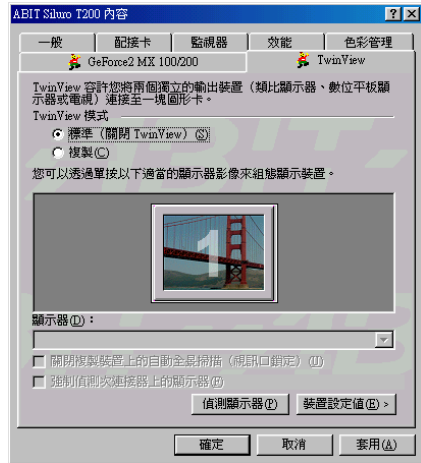 ABIT Siluro T200 內容
一般 配接卡 監視器 效能 色彩管理
GeForce2 MX 100/200 TwinView
TwinView 容許您將兩個獨立的輸出裝置（類比顯示器、數位平板顯
示器或電視）連接至一塊圖形卡。
TwinView 模式
標準（關閉 TwinView）(S)
複製(C)
您可以透過單按以下適當的顯示器影像來組態顯示裝置。
1
顯示器(D)：
關閉複製裝置上的自動全景掃描（視訊口鎖定）(U)
強制偵測次連接器上的顯示器(F)
偵測顯示器(P) 裝置設定值(E) >
確定 取消 套用(A)